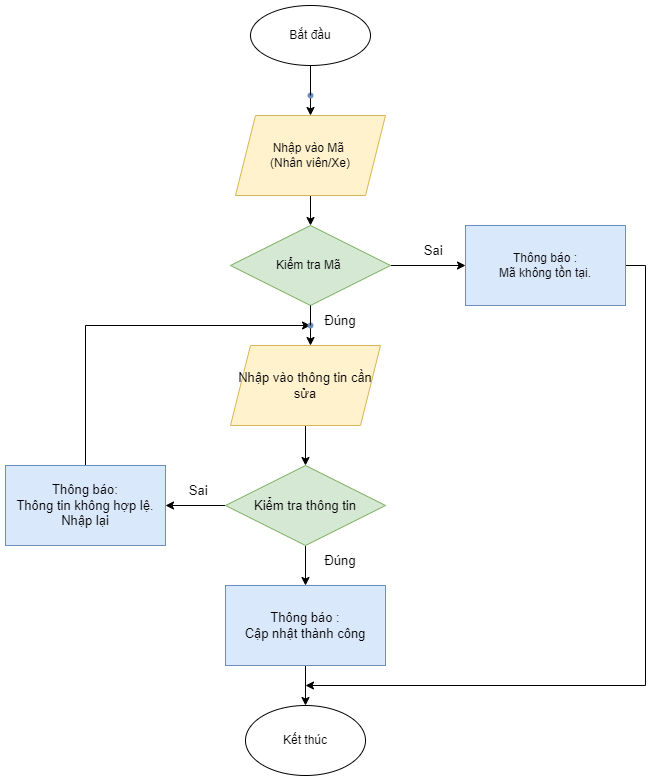 Bắt đầu
Nhập vào Mã
(Nhân viên/Xe)
Kiểm tra Mã
Sai
Thông báo :
Mã không tồn tại.
Đúng
Nhập vào thông tin cần
sửa
Thông báo:
Thông tin không hợp lệ.
Nhập lại
Sai
Kiểm tra thông tin
Đúng
Thông báo :
Cập nhật thành công
Kết thúc